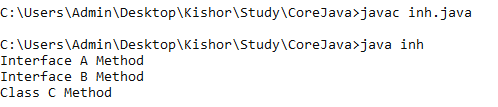 C:\Users\Admin\Desktop\Kishor\Study\CoreJava>javac inh.java
C:\Users\Admin\Desktop\Kishor\Study\CoreJava>java inh
Interface A Method
Interface B Method
Class C Method